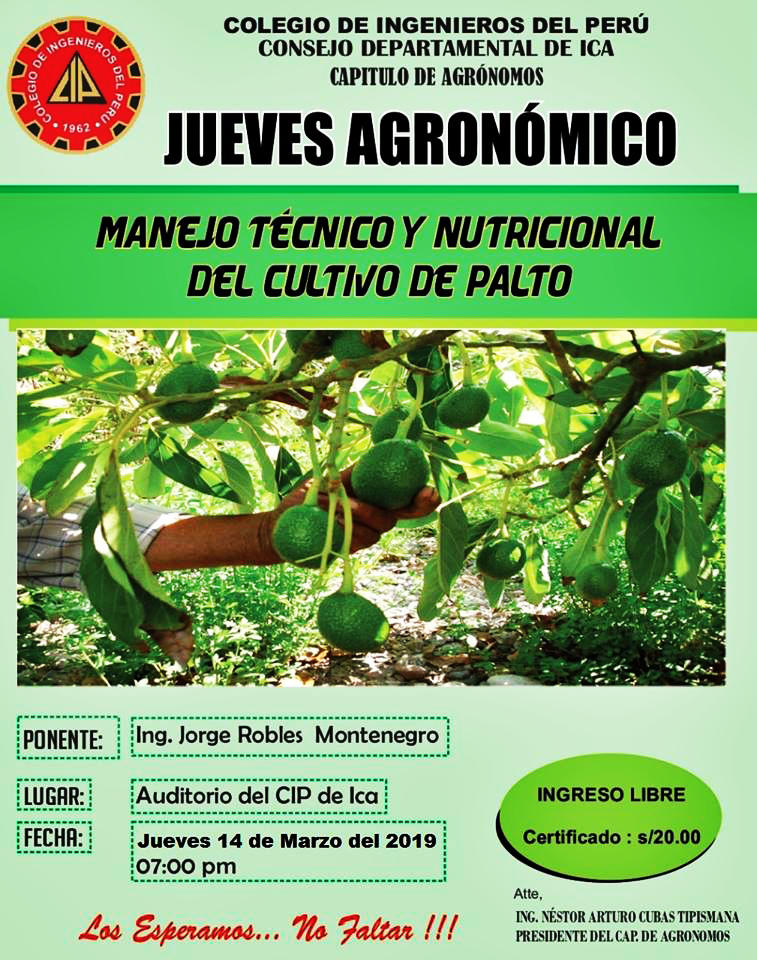 COLEGIO DE INGENIEROS DEL PERÚ
CONSEJO DEPARTAMENTAL DE ICA
CAPITULO DE AGRÓNOMOS
COLEGIO DE INGENIEROS DEL PERU
CIP
• 1962 •
JUEVES AGRONÓMICO
MANEJO TÉCNICO Y NUTRICIONAL
DEL CULTIVO DE PALTO
PONENTE: Ing. Jorge Robles Montenegro
LUGAR: Auditorio del CIP de Ica
FECHA: Jueves 14 de Marzo del 2019
07:00 pm
INGRESO LIBRE
Certificado : s/20.00
Los Esperamos... No Faltar !!!
Atte,
ING. NÉSTOR ARTURO CUBAS TIPISMANA
PRESIDENTE DEL CAP. DE AGRONOMOS